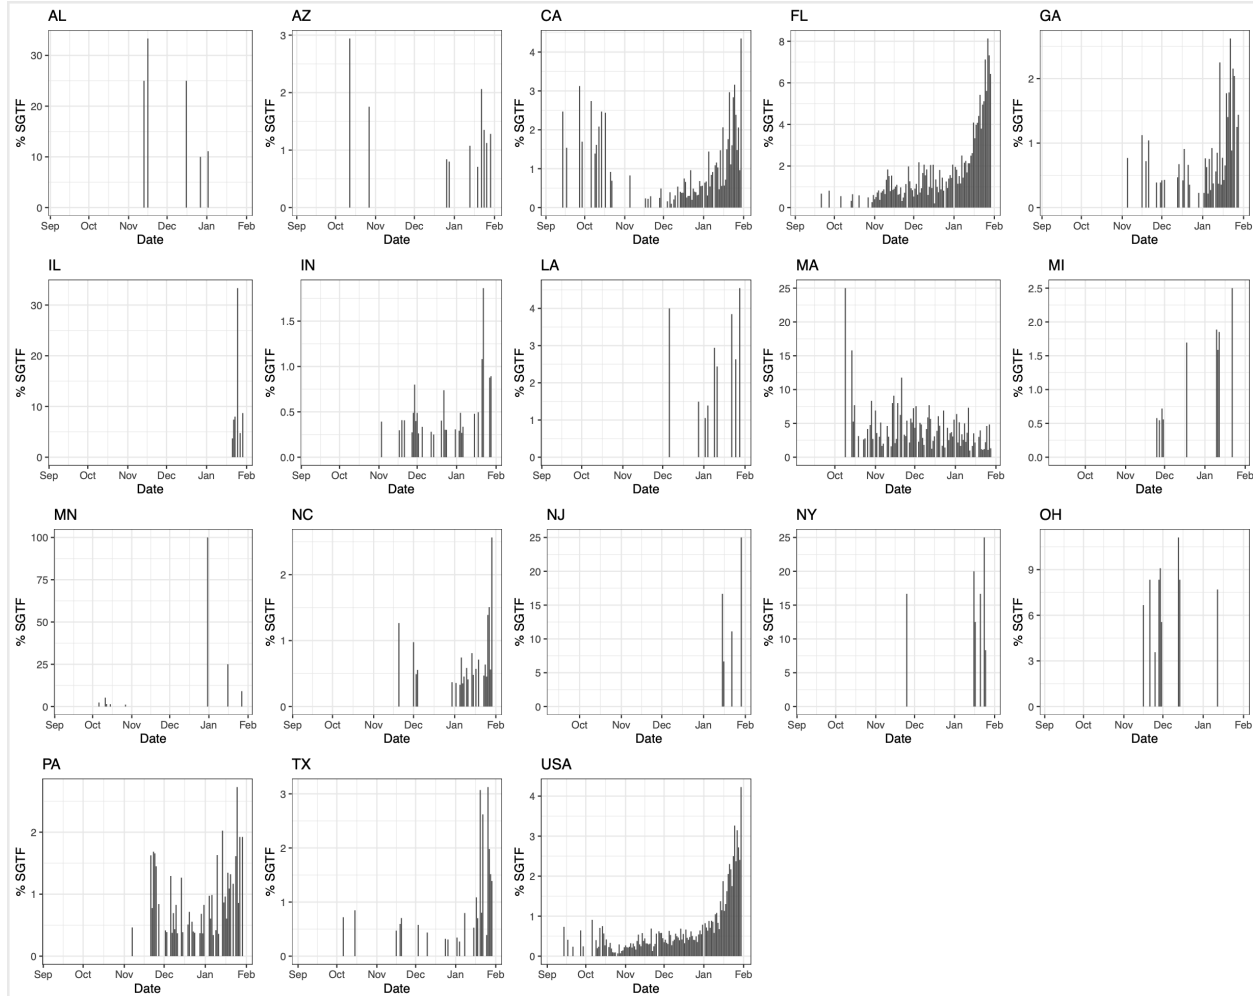 AL
AZ
CA
FL
GA
% SGTF
30
20
10
0
Sep Oct Nov Dec Jan Feb
Date
% SGTF
3
2
1
0
Sep Oct Nov Dec Jan Feb
Date
% SGTF
4
3
2
1
0
Sep Oct Nov Dec Jan Feb
Date
% SGTF
8
6
4
2
0
Sep Oct Nov Dec Jan Feb
Date
% SGTF
2
1
0
Sep Oct Nov Dec Jan Feb
Date
IL
IN
LA
MA
MI
% SGTF
30
20
10
0
Sep Oct Nov Dec Jan Feb
Date
% SGTF
1.5
1.0
0.5
0.0
Sep Oct Nov Dec Jan Feb
Date
% SGTF
4
3
2
1
0
Sep Oct Nov Dec Jan Feb
Date
% SGTF
25
20
15
10
5
0
Sep Oct Nov Dec Jan Feb
Date
% SGTF
2.5
2.0
1.5
1.0
0.5
0.0
Oct Nov Dec Jan Feb
Date
MN
NC
NJ
NY
OH
% SGTF
100
75
50
25
0
Sep Oct Nov Dec Jan Feb
Date
% SGTF
2
1
0
Sep Oct Nov Dec Jan Feb
Date
% SGTF
25
20
15
10
5
0
Oct Nov Dec Jan Feb
Date
% SGTF
25
20
15
10
5
0
Sep Oct Nov Dec Jan Feb
Date
% SGTF
9
6
3
0
Sep Oct Nov Dec Jan Feb
Date
PA
TX
USA
% SGTF
2
1
0
Sep Oct Nov Dec Jan Feb
Date
% SGTF
3
2
1
0
Sep Oct Nov Dec Jan Feb
Date
% SGTF
4
3
2
1
0
Sep Oct Nov Dec Jan Feb
Date